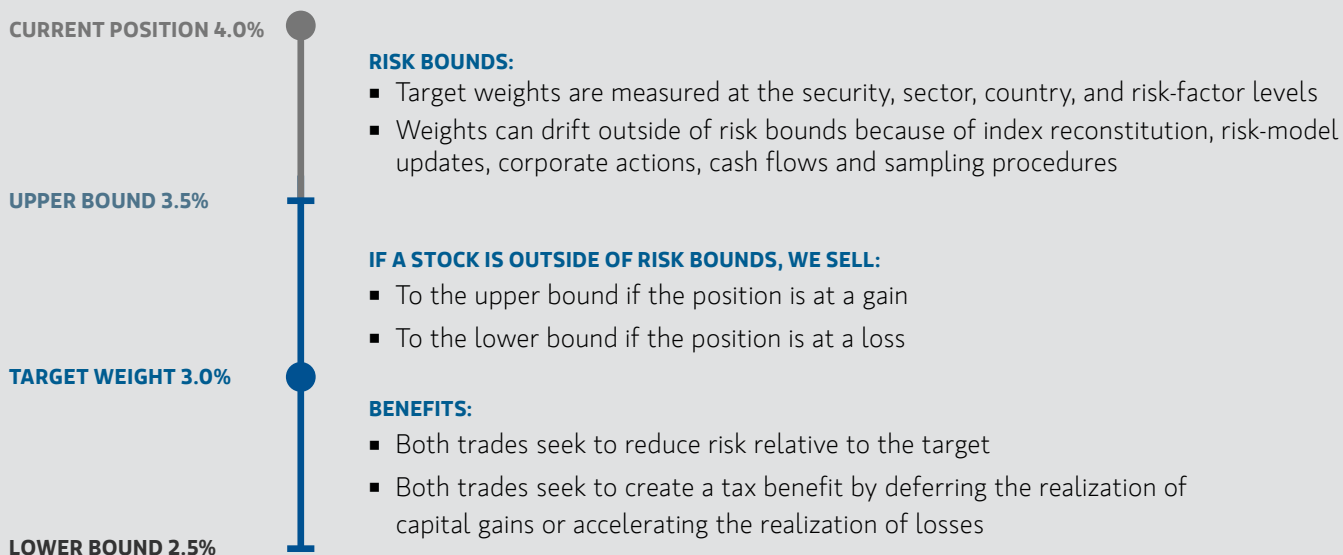 CURRENT POSITION 4.0%
RISK BOUNDS:
▪ Target weights are measured at the security, sector, country, and risk-factor levels
▪ Weights can drift outside of risk bounds because of index reconstitution, risk-model
updates, corporate actions, cash flows and sampling procedures
UPPER BOUND 3.5%
IF A STOCK IS OUTSIDE OF RISK BOUNDS, WE SELL:
▪ To the upper bound if the position is at a gain
▪ To the lower bound if the position is at a loss
TARGET WEIGHT 3.0%
BENEFITS:
▪ Both trades seek to reduce risk relative to the target
▪ Both trades seek to create a tax benefit by deferring the realization of
capital gains or accelerating the realization of losses
LOWER BOUND 2.5%